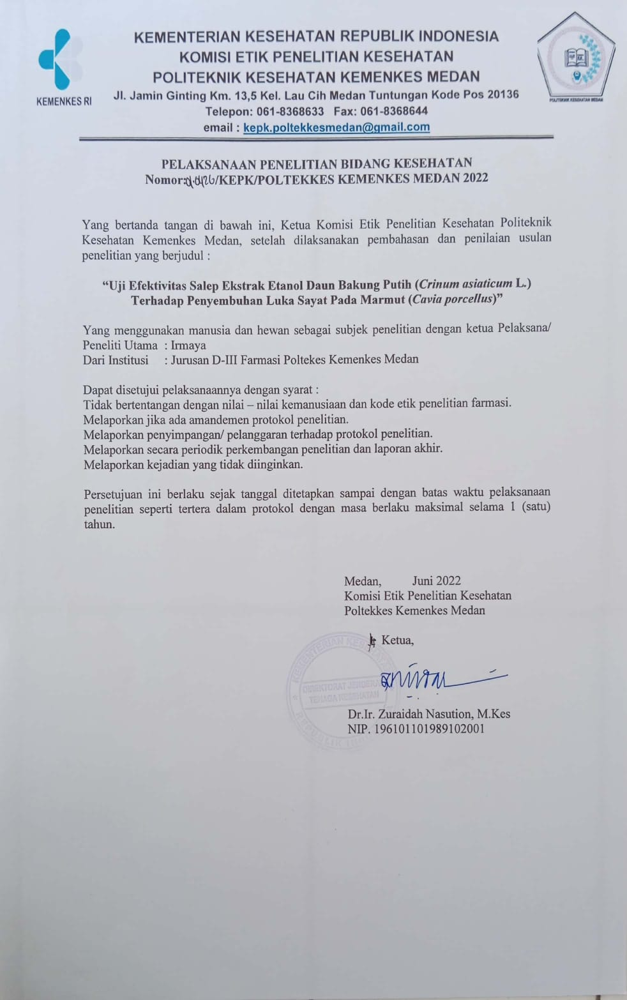 KEMENTERIAN KESEHATAN REPUBLIK INDONESIA
KOMISI ETIK PENELITIAN KESEHATAN
POLITEKNIK KESEHATAN KEMENKES MEDAN
Jl. Jamin Ginting Km. 13,5 Kel. Lau Cih Medan Tuntungan Kode Pos 20136
Telepon: 061-8368633 Fax: 061-8368644
email : kepk.poltekkesmedan@gmail.com
KEMENKES RI
POLITEKNIK KESEHATAN MEDAN
PELAKSANAAN PENELITIAN BIDANG KESEHATAN
Nomor: /KEPK/POLTEKKES KEMENKES MEDAN 2022
Yang bertanda tangan di bawah ini, Ketua Komisi Etik Penelitian Kesehatan Politeknik
Kesehatan Kemenkes Medan, setelah dilaksanakan pembahasan dan penilaian usulan
penelitian yang berjudul :
“Uji Efektivitas Salep Ekstrak Etanol Daun Bakung Putih (Crinum asiaticum L.)
Terhadap Penyembuhan Luka Sayat Pada Marmut (Cavia porcellus)”
Yang menggunakan manusia dan hewan sebagai subjek penelitian dengan ketua Pelaksana/
Peneliti Utama : Irmaya
Dari Institusi : Jurusan D-III Farmasi Poltekes Kemenkes Medan
Dapat disetujui pelaksanaannya dengan syarat :
Tidak bertentangan dengan nilai – nilai kemanusiaan dan kode etik penelitian farmasi.
Melaporkan jika ada amandemen protokol penelitian.
Melaporkan penyimpangan/ pelanggaran terhadap protokol penelitian.
Melaporkan secara periodik perkembangan penelitian dan laporan akhir.
Melaporkan kejadian yang tidak diinginkan.
Persetujuan ini berlaku sejak tanggal ditetapkan sampai dengan batas waktu pelaksanaan
penelitian seperti tertera dalam protokol dengan masa berlaku maksimal selama 1 (satu)
tahun.
Medan, Juni 2022
Komisi Etik Penelitian Kesehatan
Poltekkes Kemenkes Medan
Ketua,
KEMENTERIAN
DIREKTORAT
TENAGA KESEHATAN
REPUBLIK
Dr.Ir. Zuraidah Nasution, M.Kes
NIP. 196101101989102001